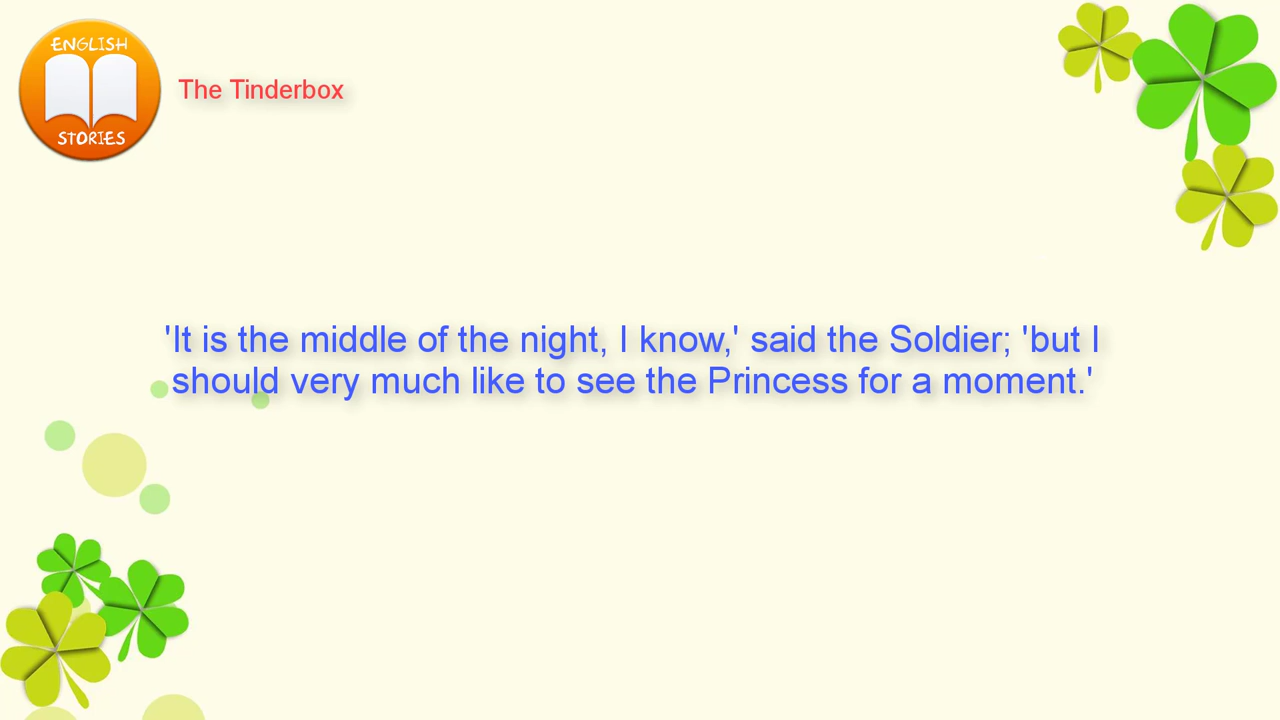 ENGLISH
STORIES
The Tinderbox
'It is the middle of the night, I know,' said the Soldier; 'but I
should very much like to see the Princess for a moment.'